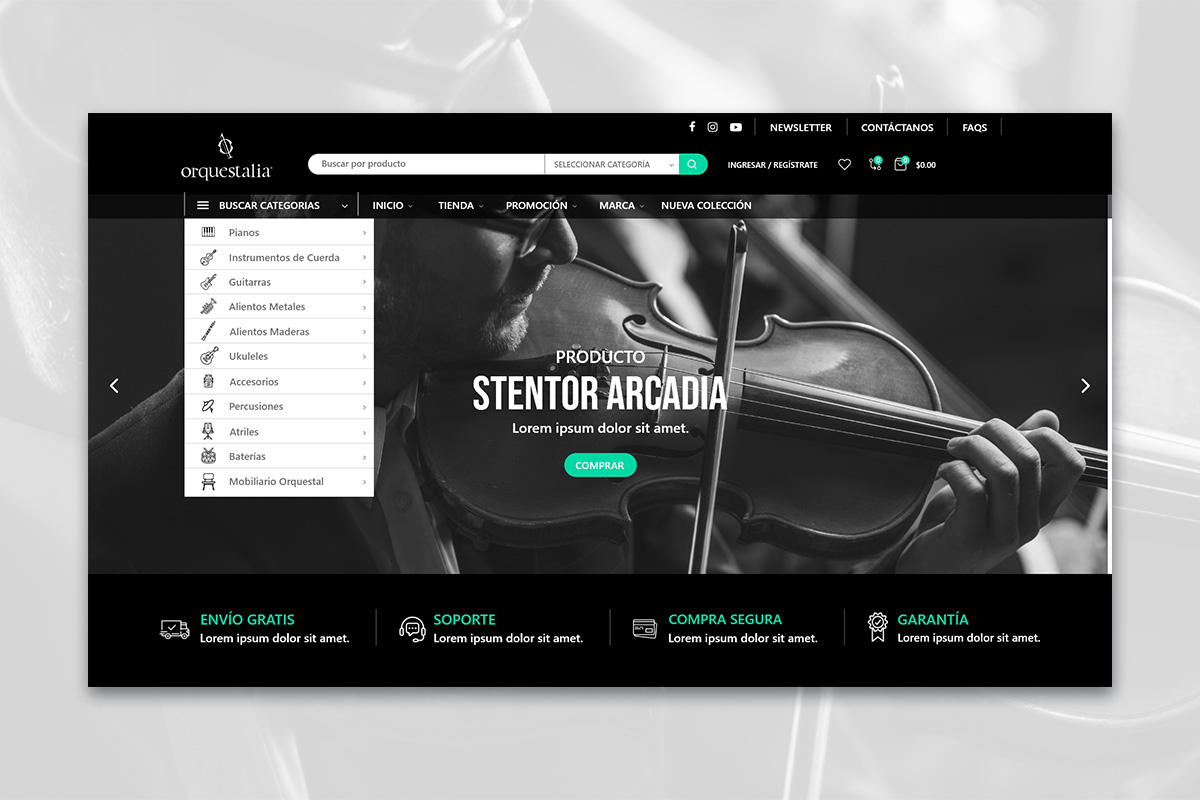 NEWSLETTER
CONTÁCTANOS
FAQS
orquestalia
Buscar por producto
SELECCIONAR CATEGORÍA
INGRESAR / REGÍSTRATE
0
0
$0.00
BUSCAR CATEGORIAS
INICIO
TIENDA
PROMOCIÓN
MARCA
NUEVA COLECCIÓN
Pianos
Instrumentos de Cuerda
Guitarras
Alientos Metales
Alientos Maderas
Ukuleles
Accesorios
Percusiones
Atriles
Baterías
Mobiliario Orquestal
PRODUCTO
STENTOR ARCADIA
Lorem ipsum dolor sit amet.
COMPRAR
ENVÍO GRATIS
Lorem ipsum dolor sit amet.
SOPORTE
Lorem ipsum dolor sit amet.
COMPRA SEGURA
Lorem ipsum dolor sit amet.
GARANTÍA
Lorem ipsum dolor sit amet.